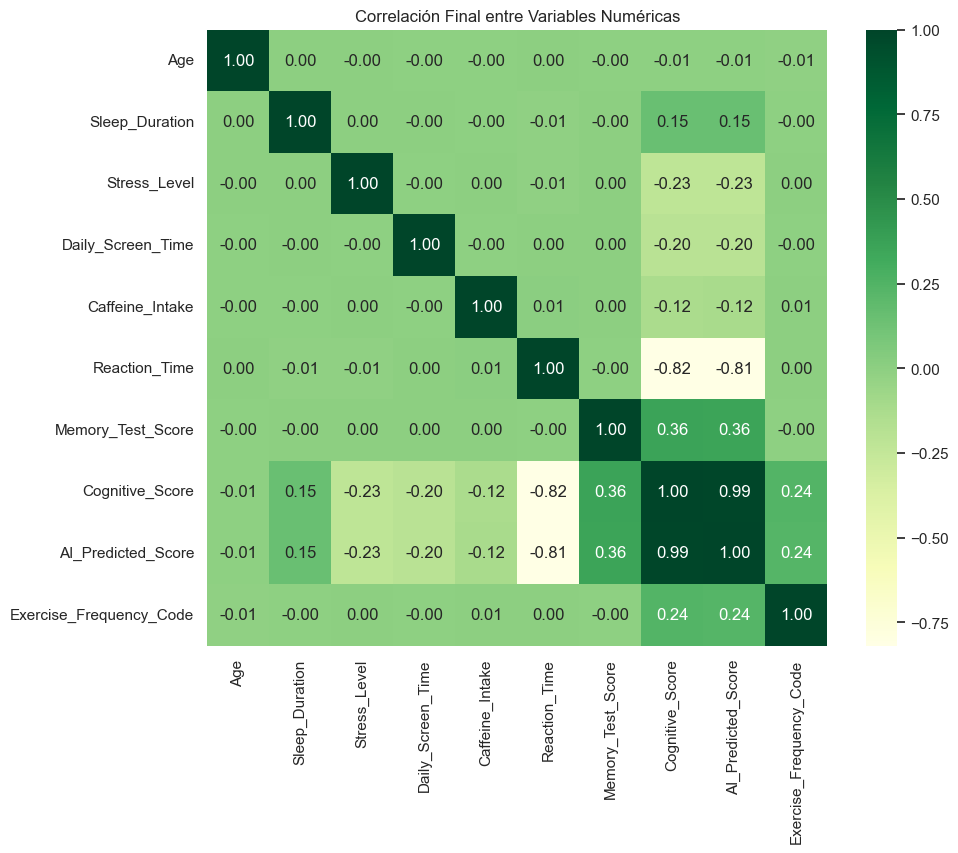 Correlación Final entre Variables Numéricas
Age 1.00 0.00 -0.00 -0.00 -0.00 0.00 -0.00 -0.01 -0.01 -0.01
Sleep_Duration 0.00 1.00 0.00 -0.00 -0.00 -0.01 -0.00 0.15 0.15 -0.00
Stress_Level -0.00 0.00 1.00 -0.00 0.00 -0.01 0.00 -0.23 -0.23 0.00
Daily_Screen_Time -0.00 -0.00 -0.00 1.00 -0.00 0.00 0.00 -0.20 -0.20 -0.00
Caffeine_Intake -0.00 -0.00 0.00 -0.00 1.00 0.01 0.00 -0.12 -0.12 0.01
Reaction_Time 0.00 -0.01 -0.01 0.00 0.01 1.00 -0.00 -0.82 -0.81 0.00
Memory_Test_Score -0.00 -0.00 0.00 0.00 0.00 -0.00 1.00 0.36 0.36 -0.00
Cognitive_Score -0.01 0.15 -0.23 -0.20 -0.12 -0.82 0.36 1.00 0.99 0.24
AI_Predicted_Score -0.01 0.15 -0.23 -0.20 -0.12 -0.81 0.36 0.99 1.00 0.24
Exercise_Frequency_Code -0.01 -0.00 0.00 -0.00 0.01 0.00 -0.00 0.24 0.24 1.00
Age
Sleep_Duration
Stress_Level
Daily_Screen_Time
Caffeine_Intake
Reaction_Time
Memory_Test_Score
Cognitive_Score
AI_Predicted_Score
Exercise_Frequency_Code
1.00
0.75
0.50
0.25
0.00
−0.25
−0.50
−0.75